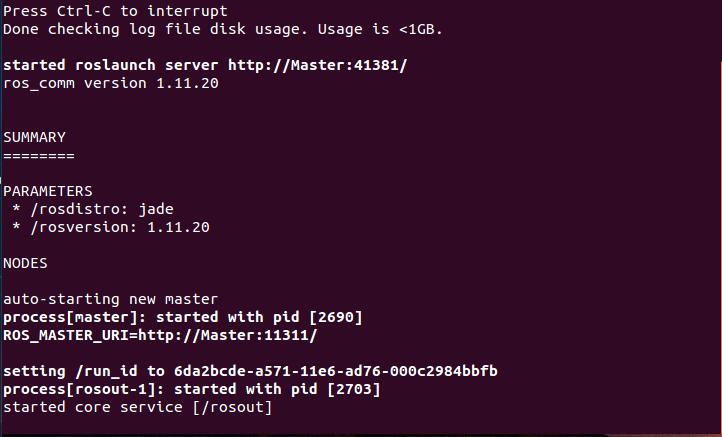 Press Ctrl-C to interrupt
Done checking log file disk usage. Usage is <1GB.
started roslaunch server http://Master:41381/
ros_comm version 1.11.20
SUMMARY
========
PARAMETERS
 * /rosdistro: jade
 * /rosversion: 1.11.20
NODES
auto-starting new master
process[master]: started with pid [2690]
ROS_MASTER_URI=http://Master:11311/
setting /run_id to 6da2bcde-a571-11e6-ad76-000c2984bbfb
process[rosout-1]: started with pid [2703]
started core service [/rosout]